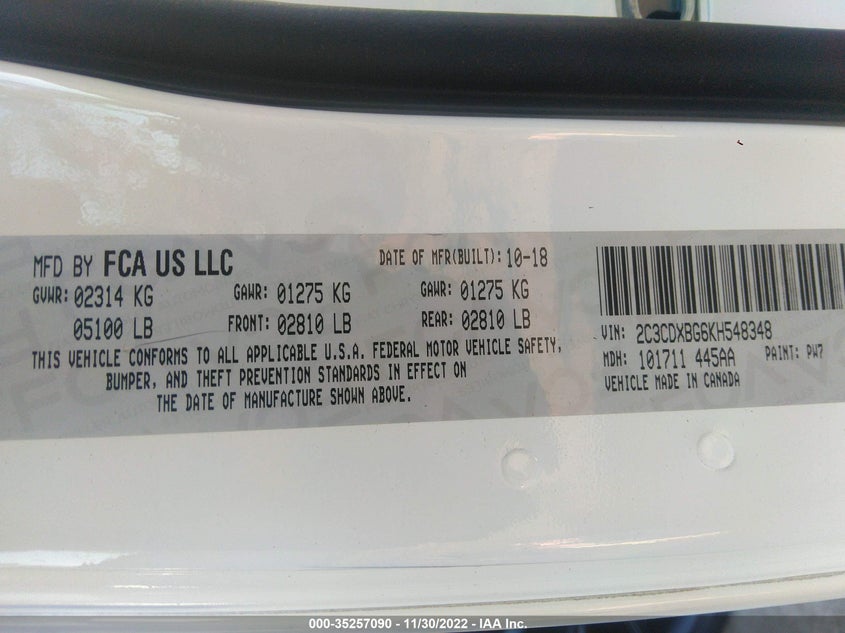 MFD BY FCA US LLC DATE OF MFR(BUILT): 10-18
GVWR: 02314 KG GAWR: 01275 KG GAWR: 01275 KG
05100 LB FRONT: 02810 LB REAR: 02810 LB
THIS VEHICLE CONFORMS TO ALL APPLICABLE U.S.A. FEDERAL MOTOR VEHICLE SAFETY,
BUMPER, AND THEFT PREVENTION STANDARDS IN EFFECT ON
THE DATE OF MANUFACTURE SHOWN ABOVE.
VIN: 2C3CDXBG6KH548348
MDH: 101711 445AA PAINT: PW7
VEHICLE MADE IN CANADA
000-35257090 - 11/30/2022 - IAA Inc.